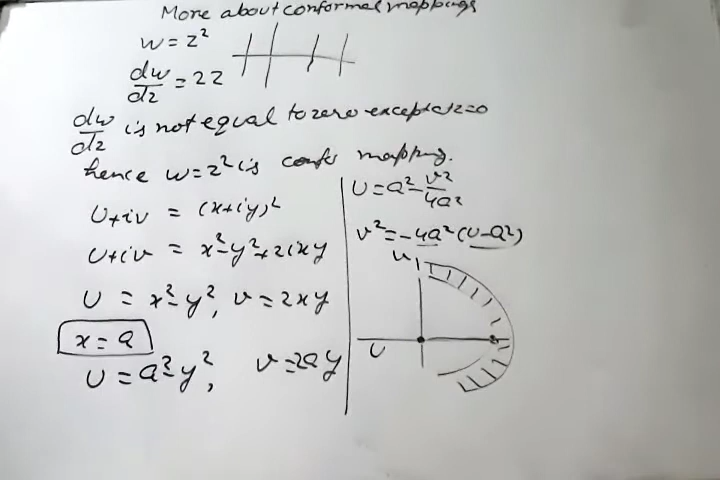 More about conformal mappings
w = z²
dw/dz = 2z
dw/dz is not equal to zero except at z=0
hence w=z² is conf mapping.
U+iv = (x+iy)²
U+iv = x²-y²+2ixy
U = x²-y², v = 2xy
x = a
U = a²-y², v = 2ay
U = a² - v²/4a²
v² = -4a²(U-a²)
v
U